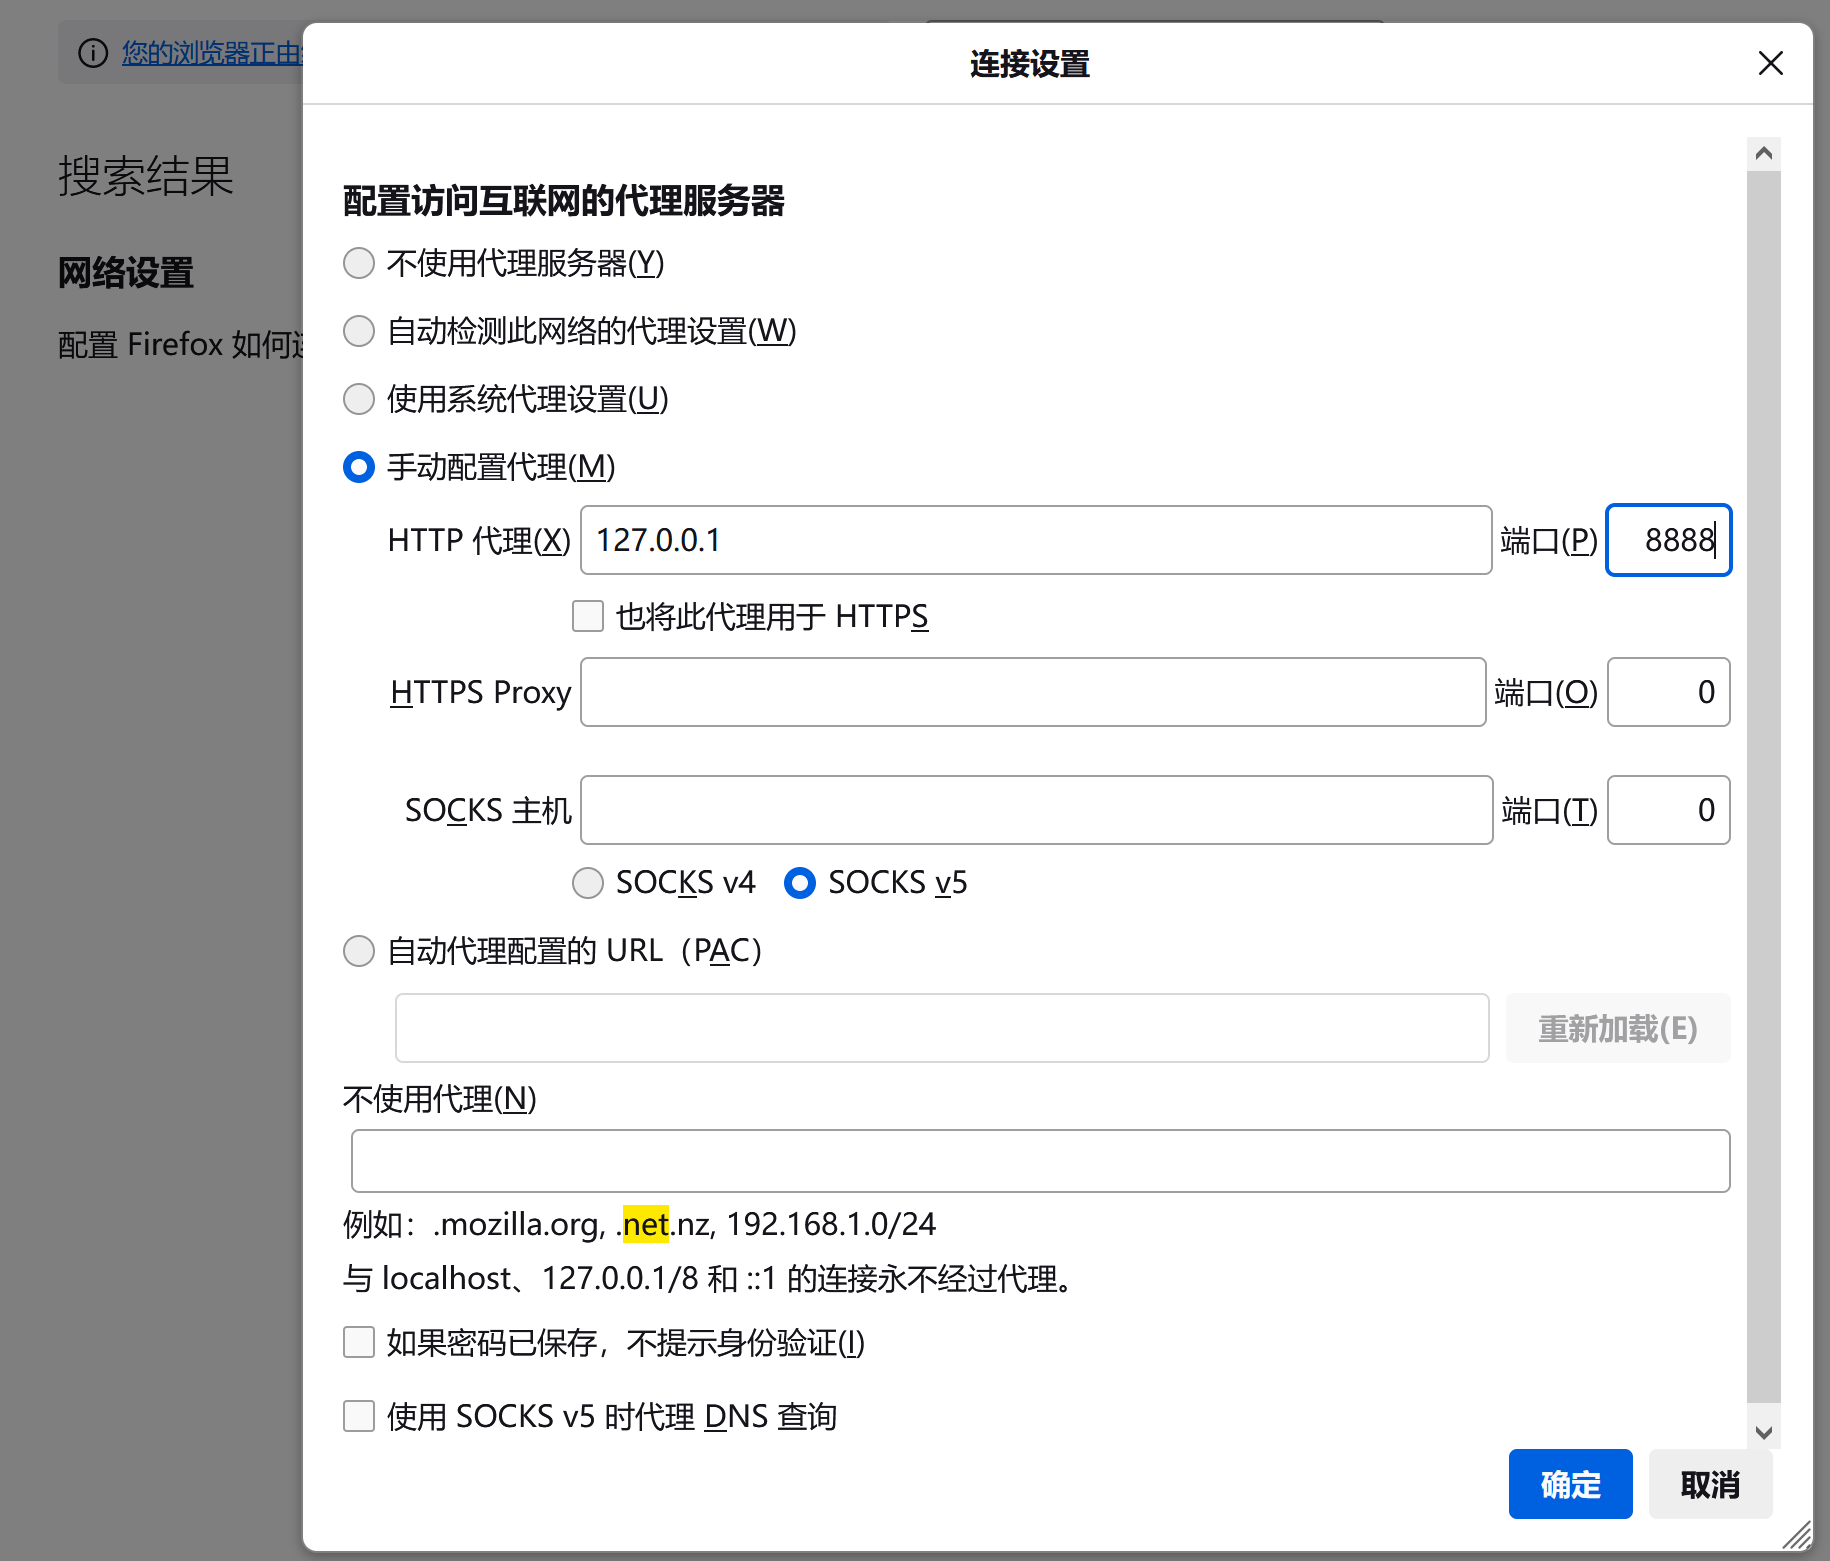 连接设置
您的浏览器正由
搜索结果
网络设置
配置 Firefox 如何
配置访问互联网的代理服务器
不使用代理服务器(Y)
自动检测此网络的代理设置(W)
使用系统代理设置(U)
手动配置代理(M)
HTTP 代理(X) 127.0.0.1 端口(P) 8888
也将此代理用于 HTTPS
HTTPS Proxy 端口(O) 0
SOCKS 主机 端口(T) 0
SOCKS v4 SOCKS v5
自动代理配置的 URL（PAC）
重新加载(E)
不使用代理(N)
例如：.mozilla.org, .net.nz, 192.168.1.0/24
与 localhost、127.0.0.1/8 和 ::1 的连接永不经过代理。
如果密码已保存，不提示身份验证(I)
使用 SOCKS v5 时代理 DNS 查询
确定 取消